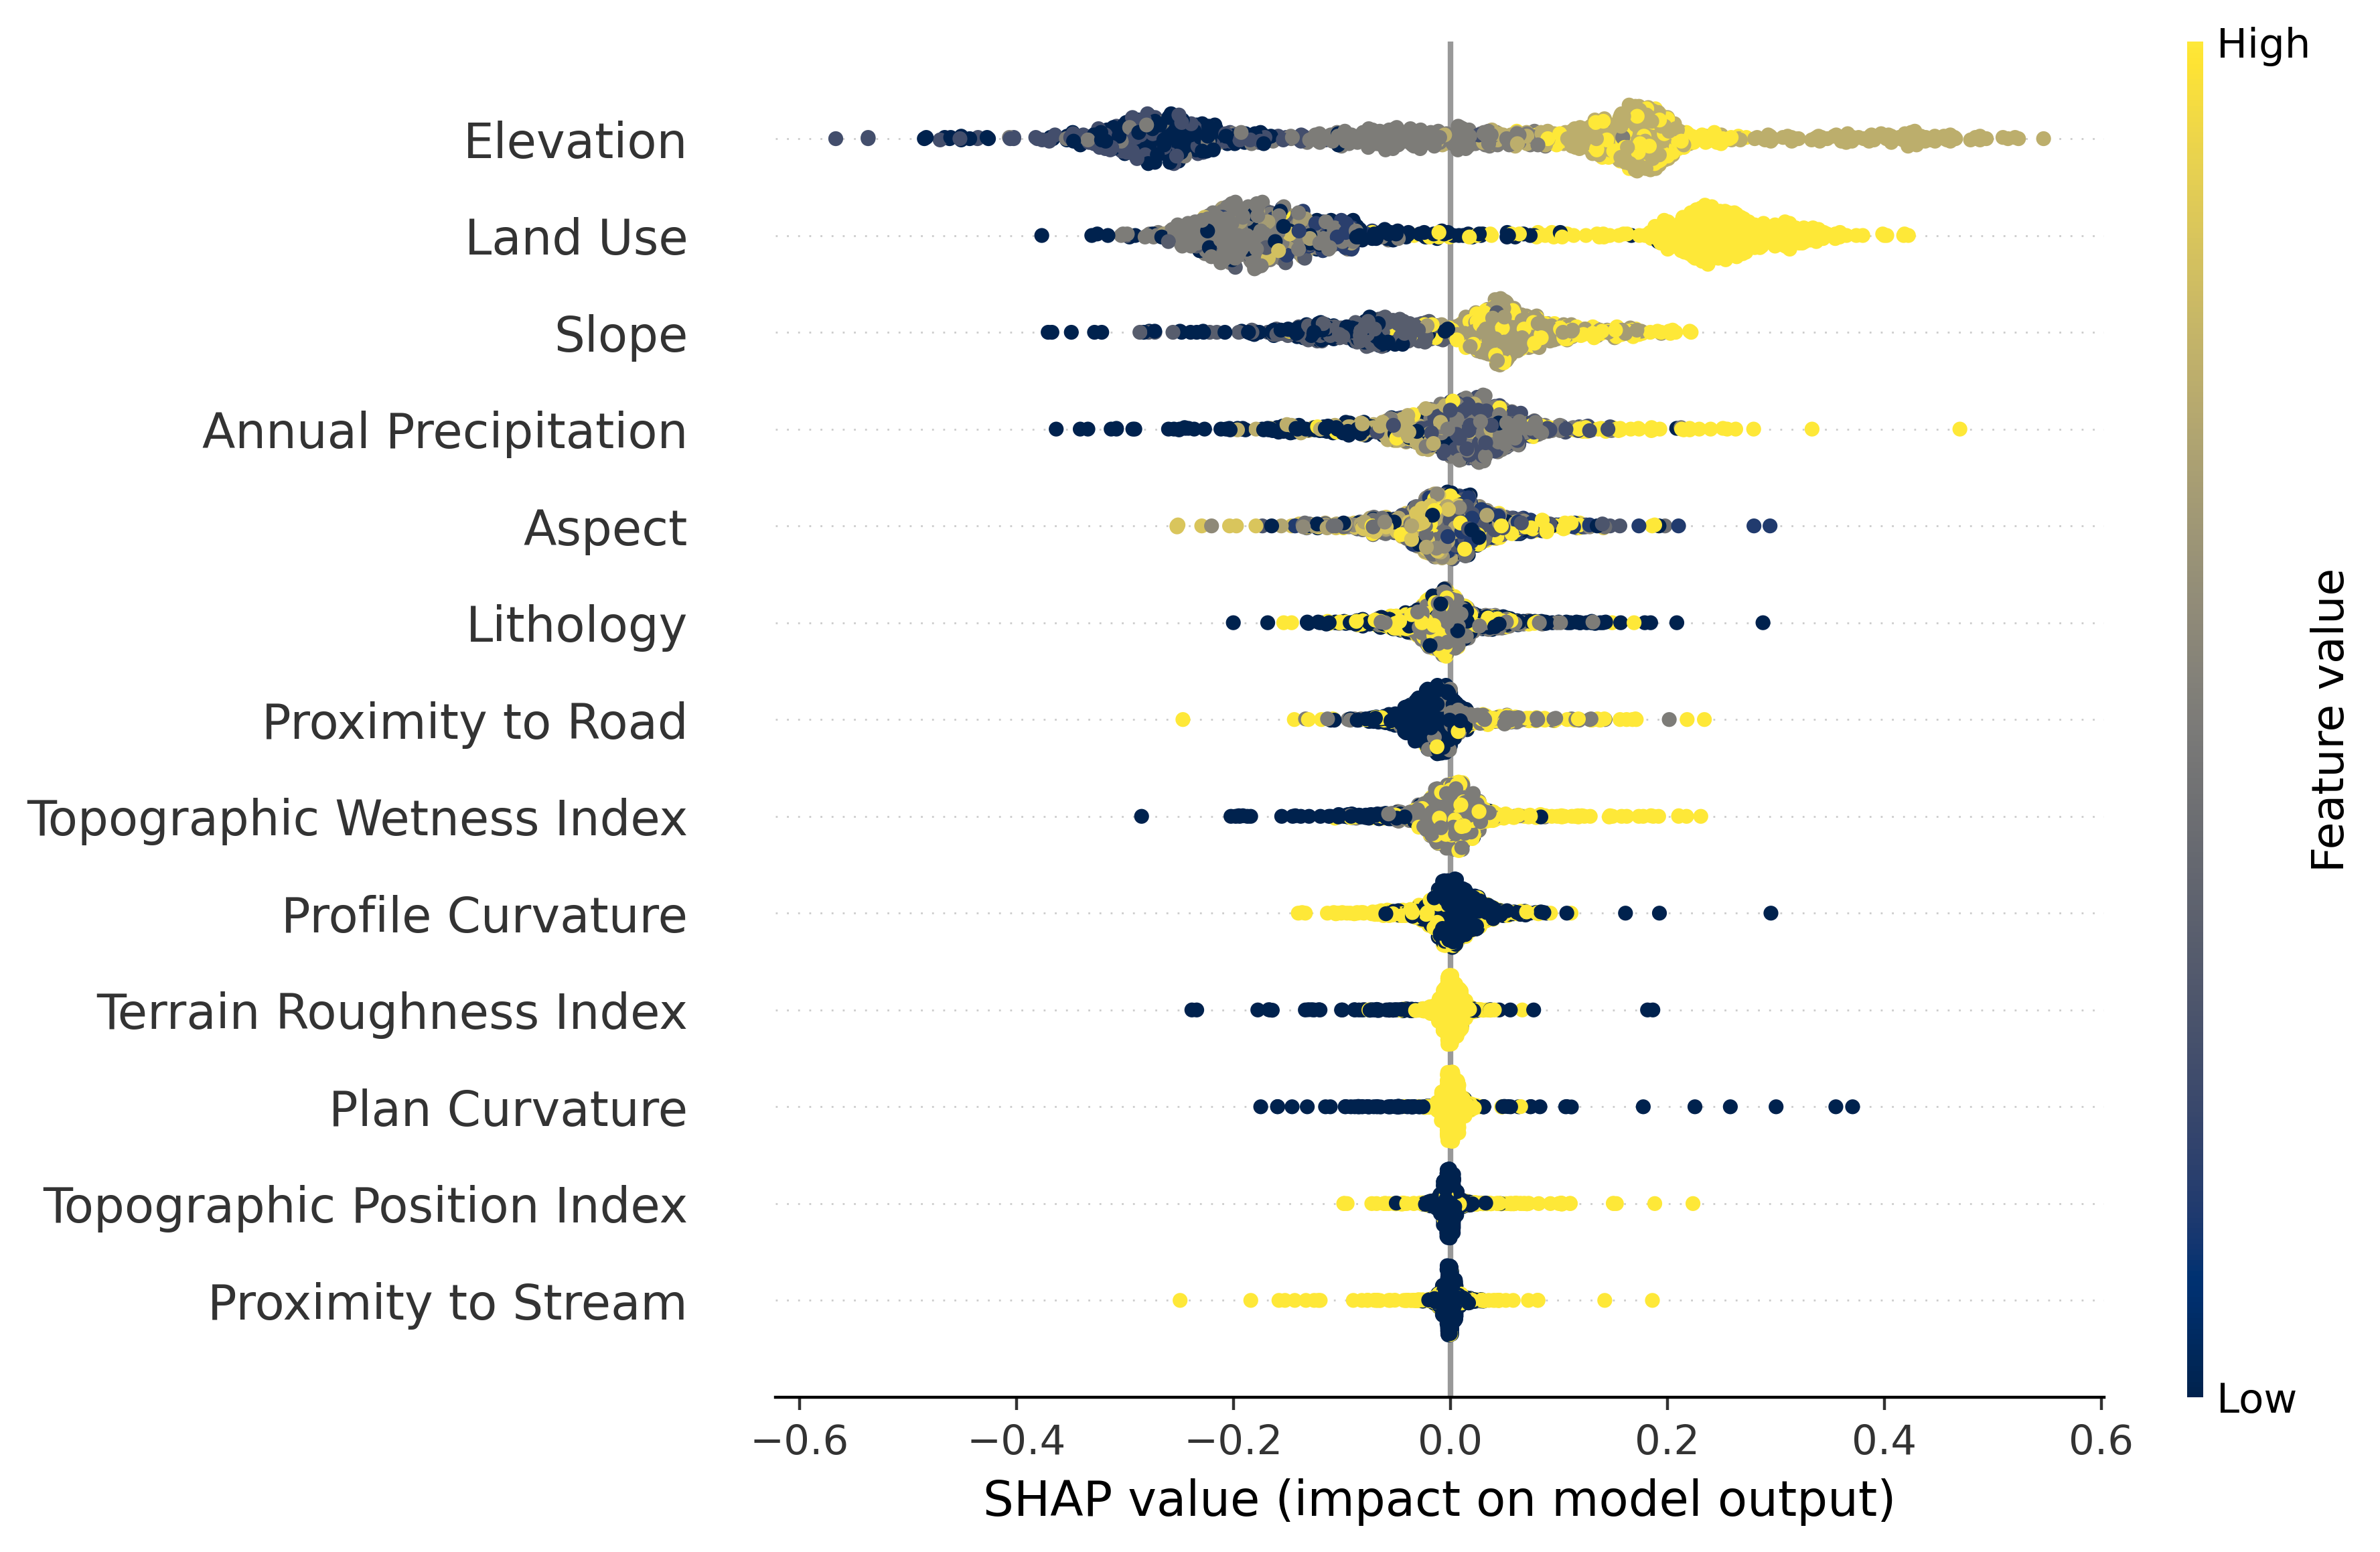 High
Elevation
Land Use
Slope
Annual Precipitation
Aspect
Lithology
Proximity to Road
Topographic Wetness Index
Profile Curvature
Terrain Roughness Index
Plan Curvature
Topographic Position Index
Proximity to Stream
Feature value
Low
−0.6 −0.4 −0.2 0.0 0.2 0.4 0.6
SHAP value (impact on model output)